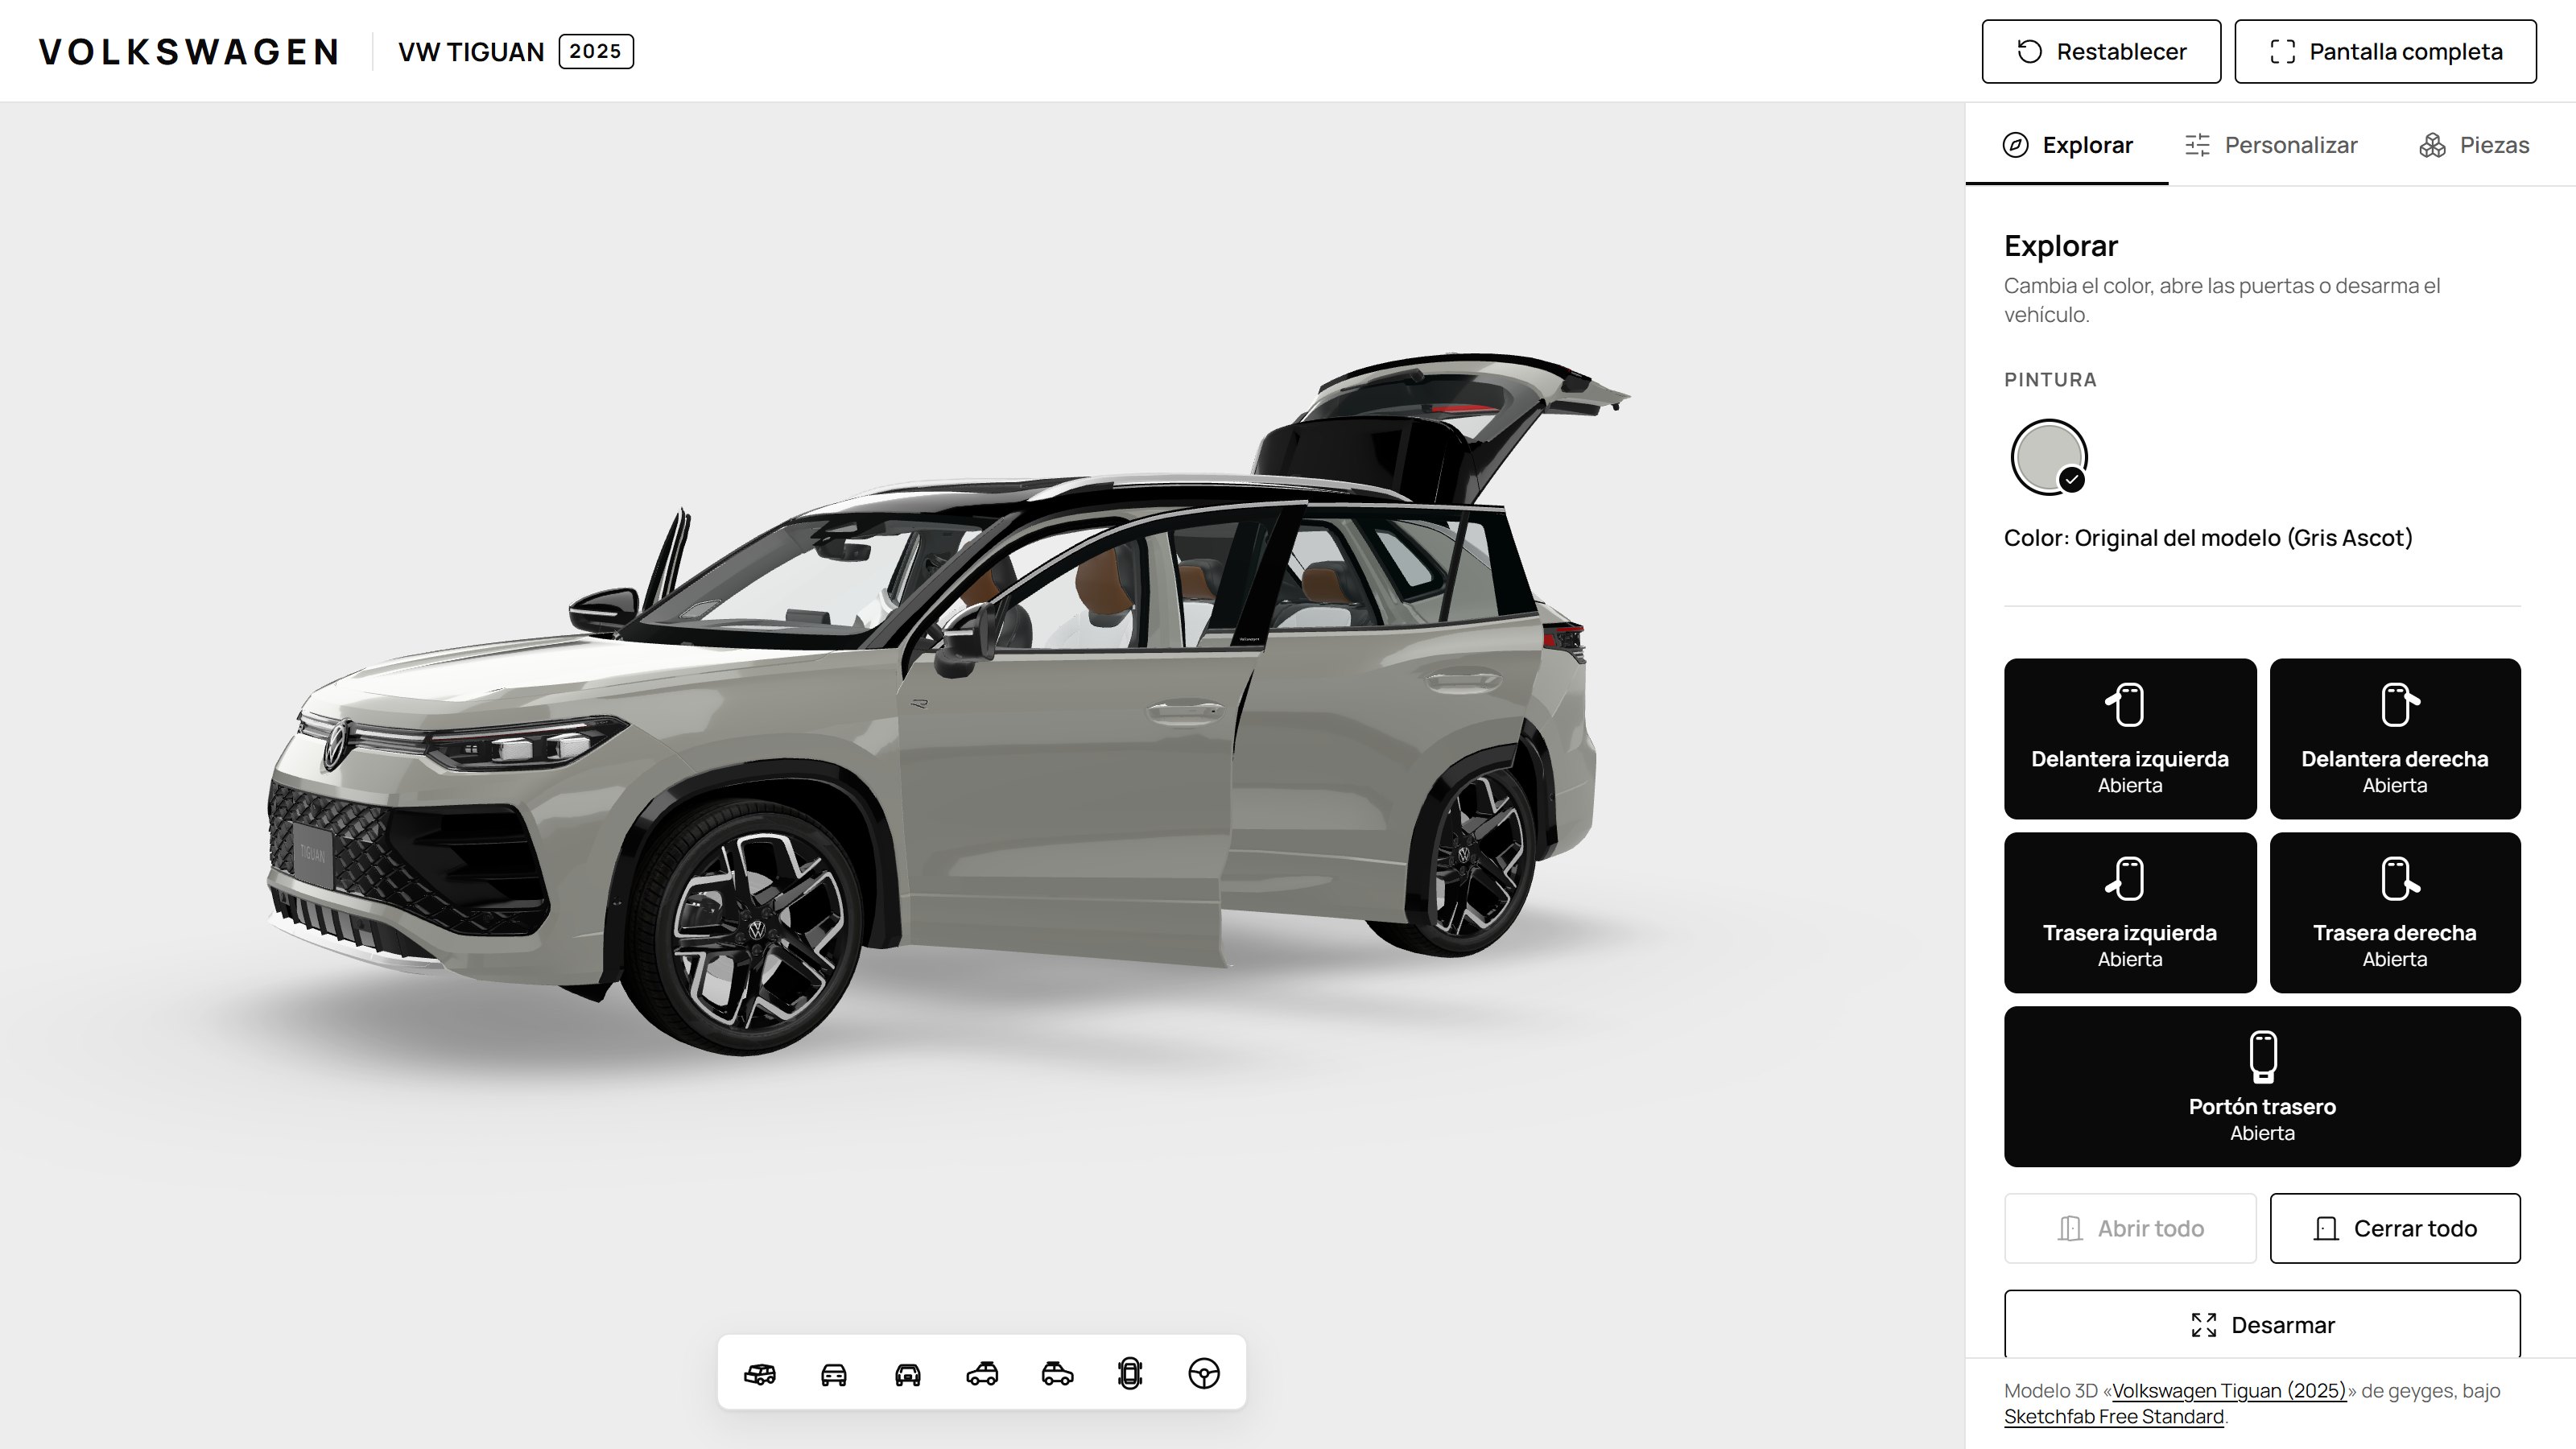 VOLKSWAGEN
VW TIGUAN 2025
Restablecer
Pantalla completa
Explorar
Personalizar
Piezas
Explorar
Cambia el color, abre las puertas o desarma el
vehículo.
PINTURA
Color: Original del modelo (Gris Ascot)
Delantera izquierda
Abierta
Delantera derecha
Abierta
Trasera izquierda
Abierta
Trasera derecha
Abierta
Portón trasero
Abierta
Abrir todo
Cerrar todo
Desarmar
TIGUAN
Modelo 3D «Volkswagen Tiguan (2025)» de geyges, bajo
Sketchfab Free Standard.